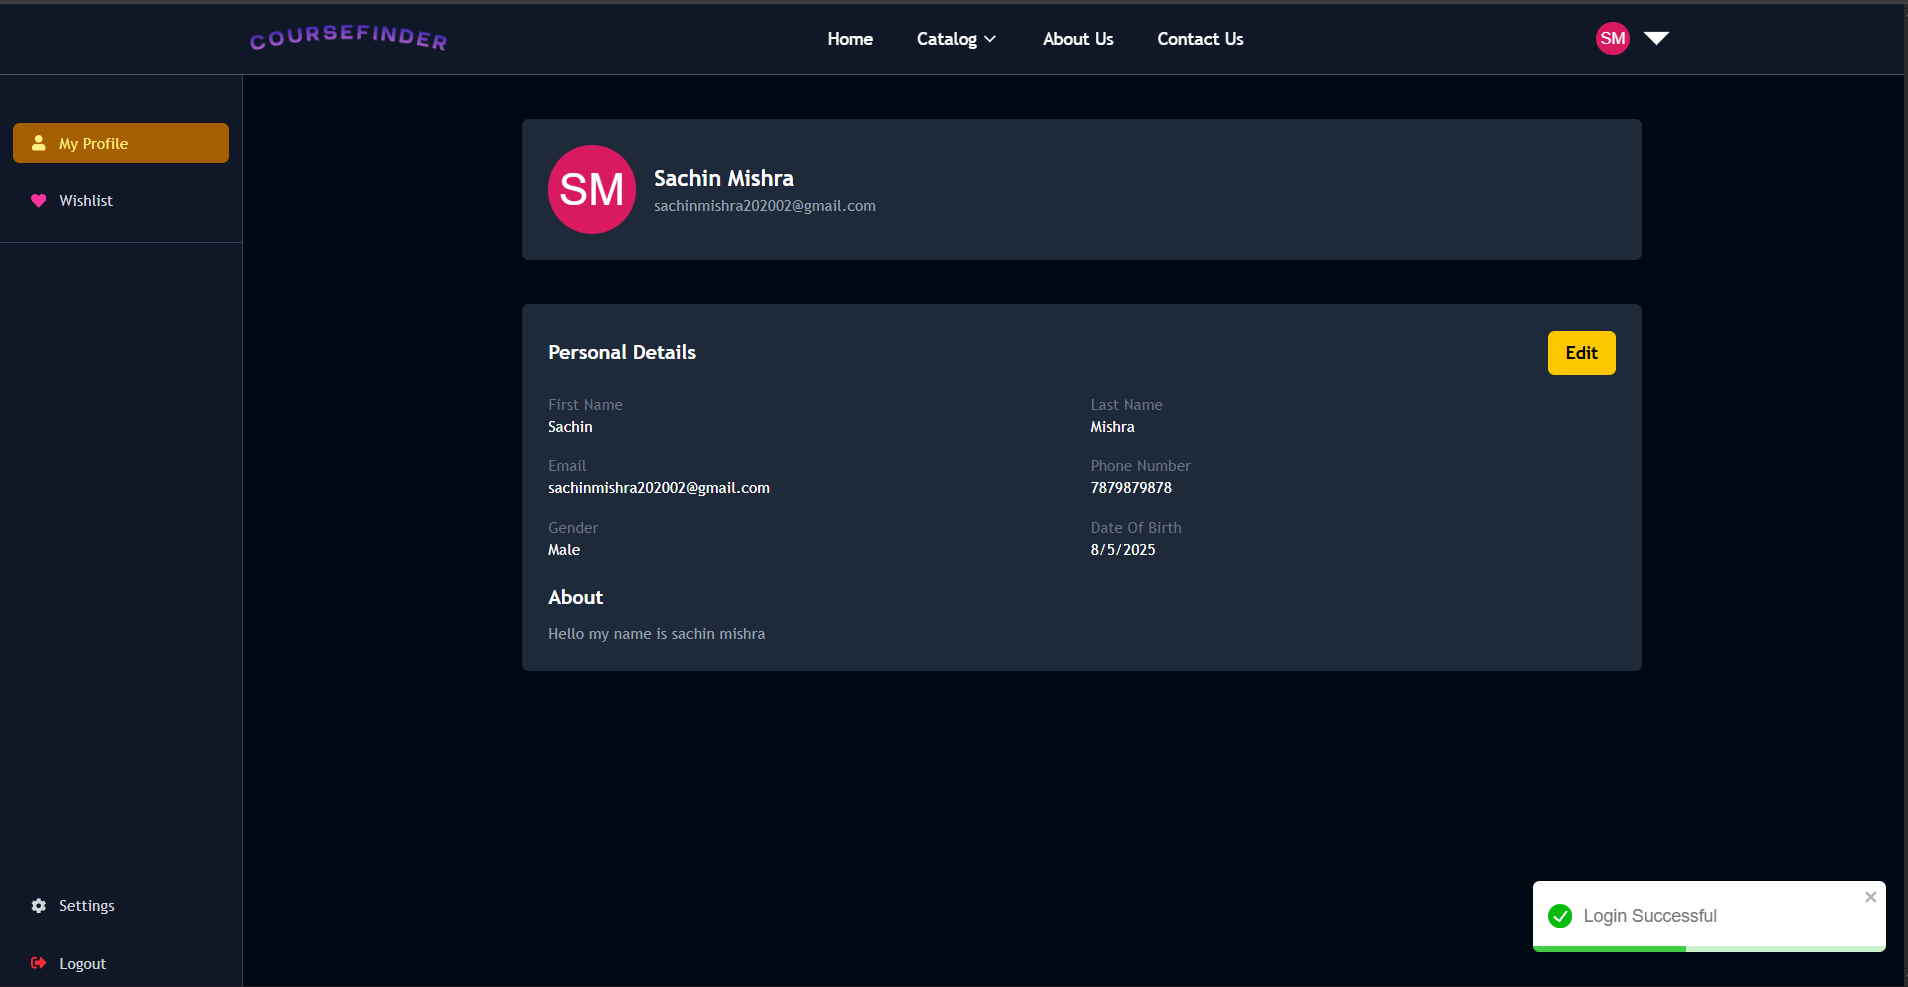 COURSEFINDER
Home Catalog About Us Contact Us
SM
My Profile
Wishlist
SM
Sachin Mishra
sachinmishra202002@gmail.com
Personal Details
Edit
First Name
Sachin
Last Name
Mishra
Email
sachinmishra202002@gmail.com
Phone Number
7879879878
Gender
Male
Date Of Birth
8/5/2025
About
Hello my name is sachin mishra
Settings
Logout
Login Successful